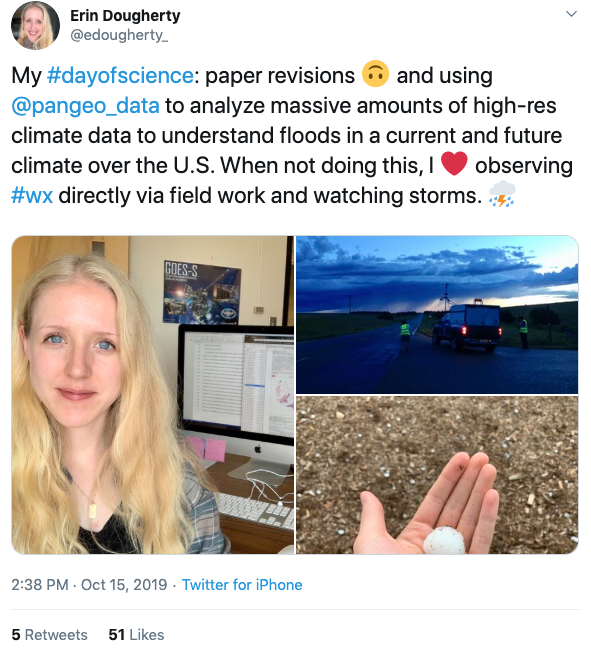 Erin Dougherty
@edougherty_
My #dayofscience: paper revisions 🙃 and using
@pangeo_data to analyze massive amounts of high-res
climate data to understand floods in a current and future
climate over the U.S. When not doing this, I ❤️ observing
#wx directly via field work and watching storms. ⛈️
GOES-S
2:38 PM · Oct 15, 2019 · Twitter for iPhone
5 Retweets 51 Likes